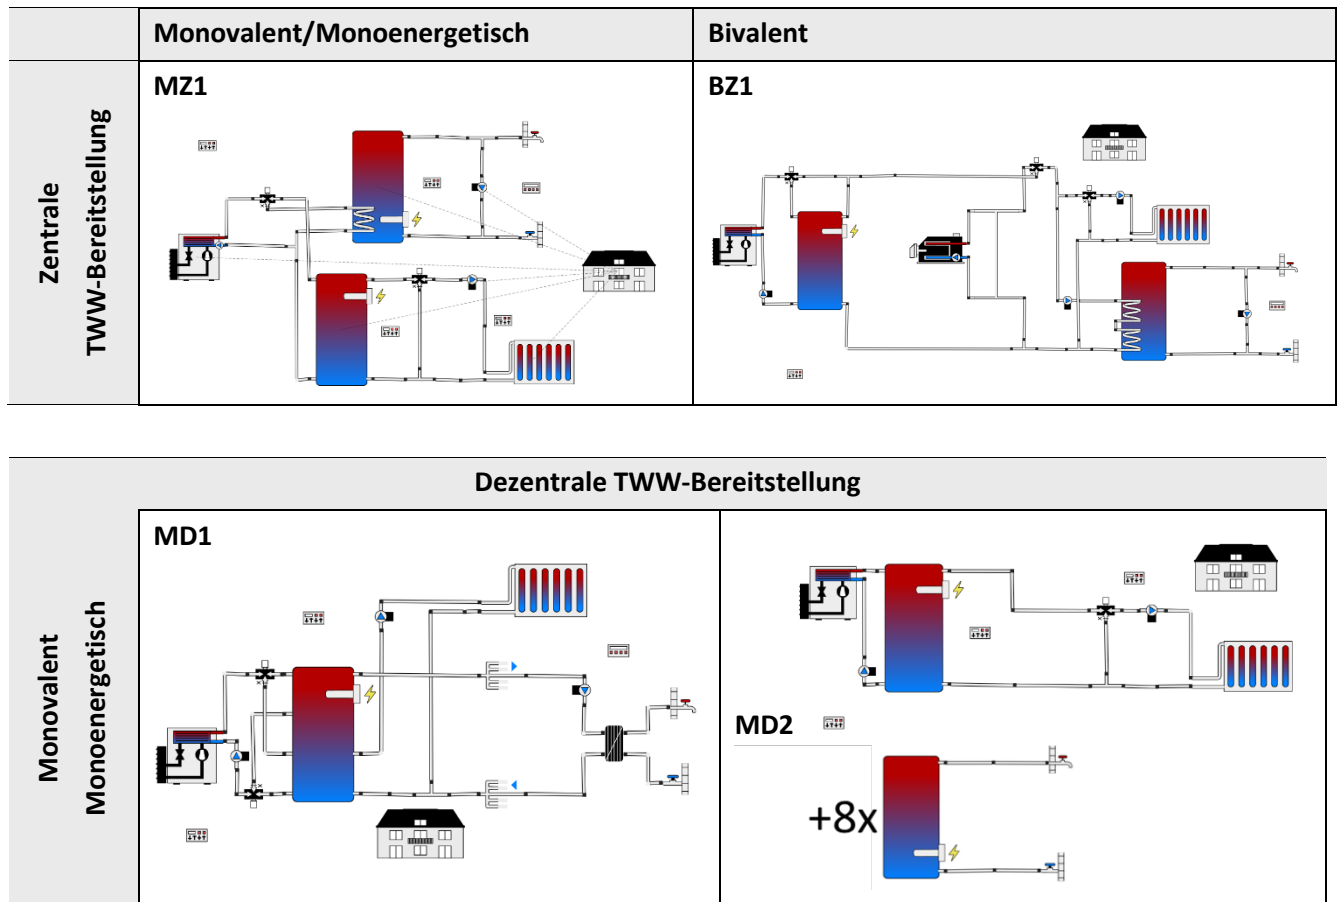 Monovalent/Monoenergetisch
Bivalent
Zentrale
TWW-Bereitstellung
MZ1
BZ1
Dezentrale TWW-Bereitstellung
Monovalent
Monoenergetisch
MD1
MD2
+8x